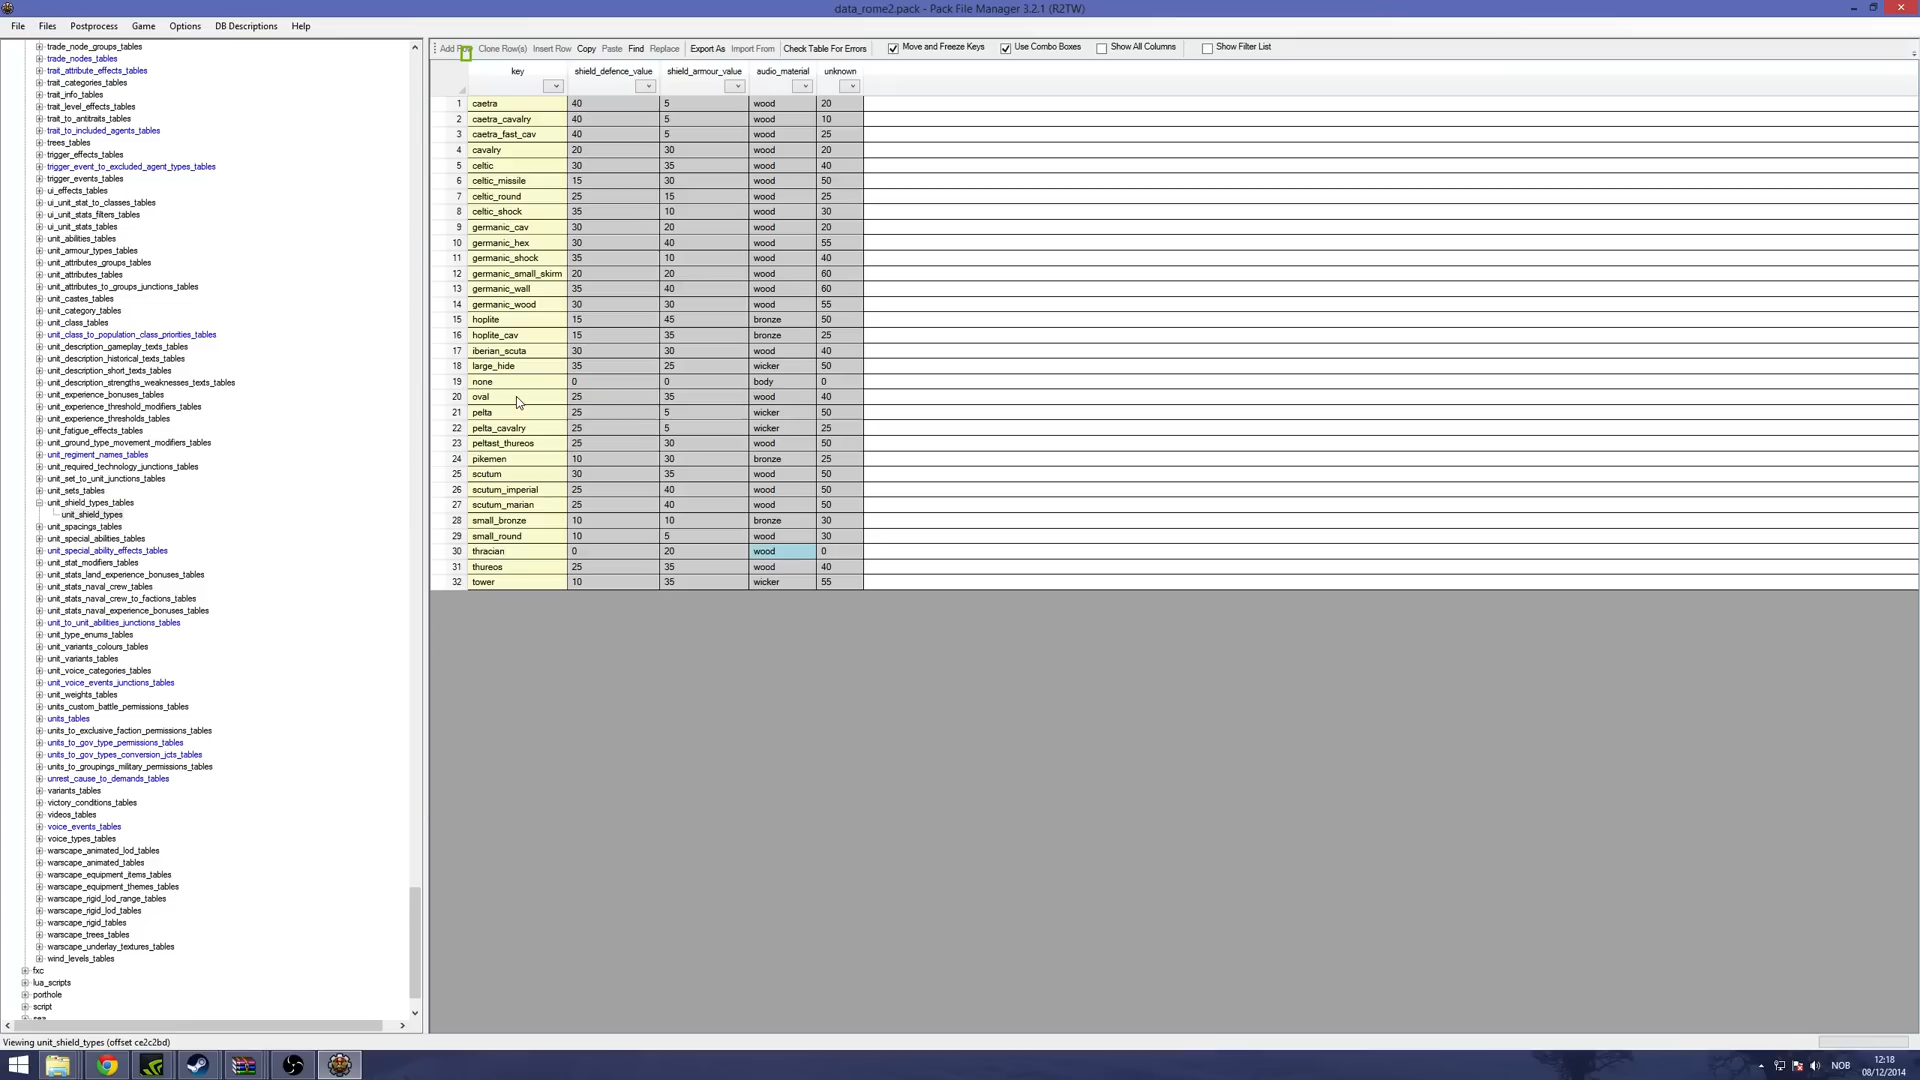 data_rome2.pack - Pack File Manager 3.2.1 (R2TW)
File Files Postprocess Game Options DB Descriptions Help
trade_node_groups_tables
trade_nodes_tables
trait_attribute_effects_tables
trait_categories_tables
trait_info_tables
trait_level_effects_tables
trait_to_antitraits_tables
trait_to_included_agents_tables
trees_tables
trigger_effects_tables
trigger_event_to_excluded_agent_types_tables
trigger_events_tables
ui_effects_tables
ui_unit_stat_to_classes_tables
ui_unit_stats_filters_tables
ui_unit_stats_tables
unit_abilities_tables
unit_armour_types_tables
unit_attributes_groups_tables
unit_attributes_tables
unit_attributes_to_groups_junctions_tables
unit_castes_tables
unit_category_tables
unit_class_tables
unit_class_to_population_class_priorities_tables
unit_description_gameplay_texts_tables
unit_description_historical_texts_tables
unit_description_short_texts_tables
unit_description_strengths_weaknesses_texts_tables
unit_experience_bonuses_tables
unit_experience_threshold_modifiers_tables
unit_experience_thresholds_tables
unit_fatigue_effects_tables
unit_ground_type_movement_modifiers_tables
unit_regiment_names_tables
unit_required_technology_junctions_tables
unit_set_to_unit_junctions_tables
unit_sets_tables
unit_shield_types_tables
unit_shield_types
unit_spacings_tables
unit_special_abilities_tables
unit_special_ability_effects_tables
unit_stat_modifiers_tables
unit_stats_land_experience_bonuses_tables
unit_stats_naval_crew_tables
unit_stats_naval_crew_to_factions_tables
unit_stats_naval_experience_bonuses_tables
unit_to_unit_abilities_junctions_tables
unit_type_enums_tables
unit_variants_colours_tables
unit_variants_tables
unit_voice_categories_tables
unit_voice_events_junctions_tables
unit_weights_tables
units_custom_battle_permissions_tables
units_tables
units_to_exclusive_faction_permissions_tables
units_to_gov_type_permissions_tables
units_to_gov_types_conversion_jcts_tables
units_to_groupings_military_permissions_tables
unrest_cause_to_demands_tables
variants_tables
victory_conditions_tables
videos_tables
voice_events_tables
voice_types_tables
warscape_animated_lod_tables
warscape_animated_tables
warscape_equipment_items_tables
warscape_equipment_themes_tables
warscape_rigid_lod_range_tables
warscape_rigid_lod_tables
warscape_rigid_tables
warscape_trees_tables
warscape_underlay_textures_tables
wind_levels_tables
fxc
lua_scripts
porthole
script
Add Clone Row(s) Insert Row Copy Paste Find Replace Export As Import From Check Table For Errors Move and Freeze Keys Use Combo Boxes Show All Columns Show Filter List
key shield_defence_value shield_armour_value audio_material unknown
1 caetra 40 5 wood 20
2 caetra_cavalry 40 5 wood 10
3 caetra_fast_cav 40 5 wood 25
4 cavalry 20 30 wood 20
5 celtic 30 35 wood 40
6 celtic_missile 15 30 wood 50
7 celtic_round 25 15 wood 25
8 celtic_shock 35 10 wood 30
9 germanic_cav 30 20 wood 20
10 germanic_hex 30 40 wood 55
11 germanic_shock 35 10 wood 40
12 germanic_small_skirm 20 20 wood 60
13 germanic_wall 35 40 wood 60
14 germanic_wood 30 30 wood 55
15 hoplite 15 45 bronze 50
16 hoplite_cav 15 35 bronze 25
17 iberian_scuta 30 30 wood 40
18 large_hide 35 25 wicker 50
19 none 0 0 body 0
20 oval 25 35 wood 40
21 pelta 25 5 wicker 50
22 pelta_cavalry 25 5 wicker 25
23 peltast_thureos 25 30 wood 50
24 pikemen 10 30 bronze 25
25 scutum 30 35 wood 50
26 scutum_imperial 25 40 wood 50
27 scutum_marian 25 40 wood 50
28 small_bronze 10 10 bronze 30
29 small_round 10 5 wood 30
30 thracian 0 20 wood 0
31 thureos 25 35 wood 40
32 tower 10 35 wicker 55
Viewing unit_shield_types (offset ce2c2bd)
NOB
12:18
08/12/2014